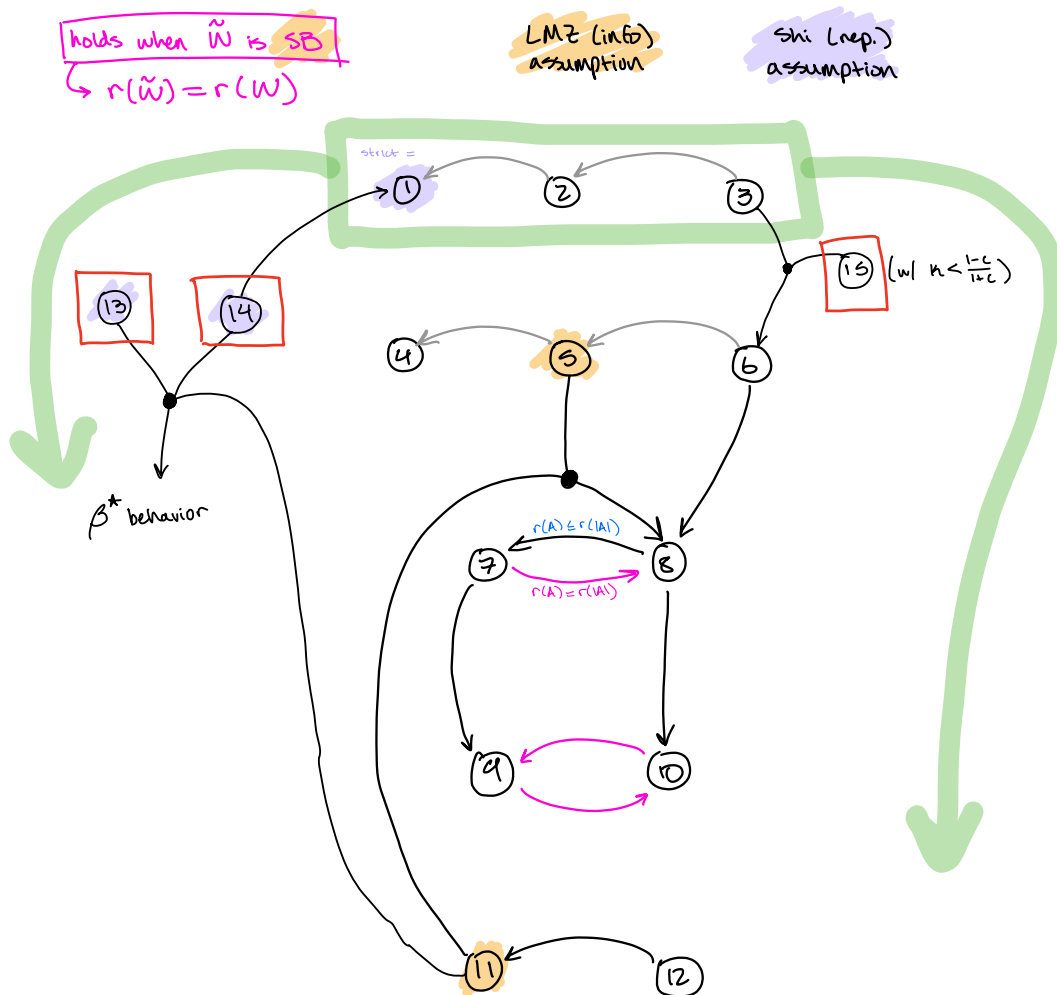 holds when W̃ is SB
r(W̃) = r(W)
LMZ (info)
assumption
Shi (rep.)
assumption
strict =
1
2
3
13
14
15
(w/ κ < 1-c/1+c)
4
5
6
β* behavior
r(A) ≤ r(|A|)
7
8
r(A) = r(|A|)
9
10
11
12